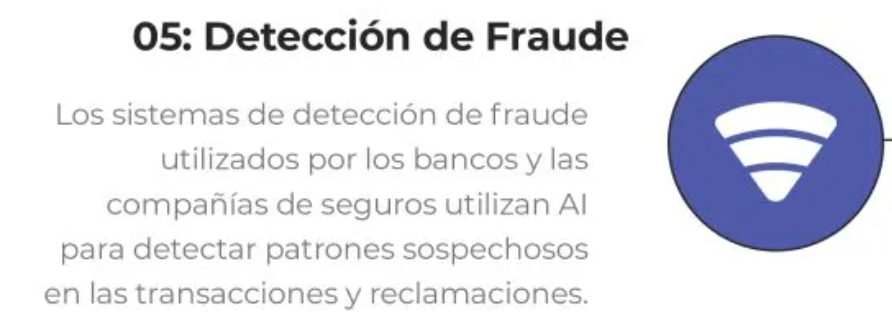 05: Detección de Fraude
Los sistemas de detección de fraude
utilizados por los bancos y las
compañías de seguros utilizan AI
para detectar patrones sospechosos
en las transacciones y reclamaciones.